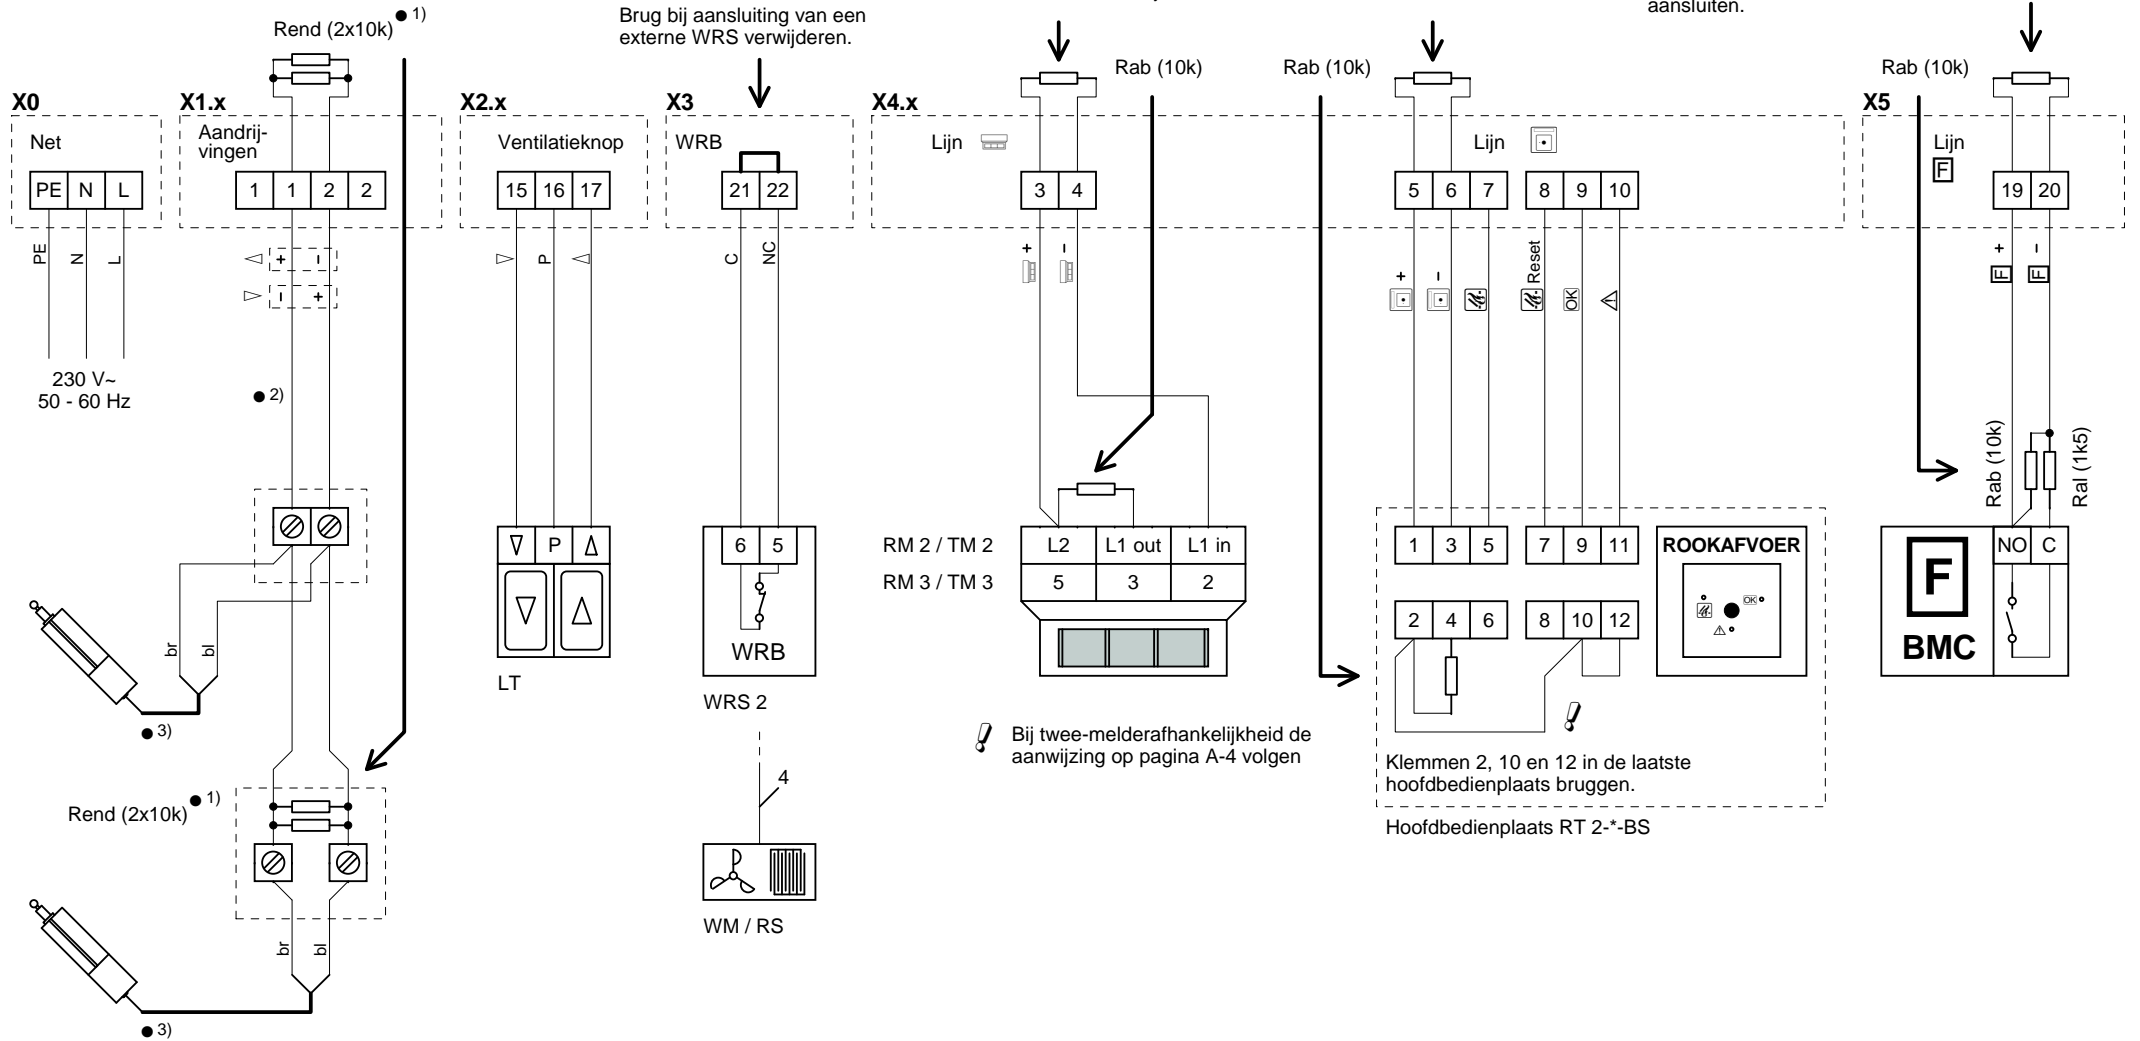 Rend (2x10k) ● 1)
Brug bij aansluiting van een
externe WRS verwijderen.
aansluiten.
Rab (10k)
Rab (10k)
Rab (10k)
X0
X1.x
X2.x
X3
X4.x
X5
Net
Aandrij-
vingen
Ventilatieknop
WRB
Lijn
Lijn
Lijn
F
PE N L
1 1 2 2
15 16 17
21 22
3 4
5 6 7
8 9 10
19 20
PE N L
+ -
- +
P
C NC
+ -
+ -
Reset
OK
+ -
F F
230 V~
50 - 60 Hz
● 2)
Rab (10k)
Ral (1k5)
P
LT
6 5
WRB
WRS 2
4
WM / RS
RM 2 / TM 2
L2 L1 out L1 in
RM 3 / TM 3
5 3 2
Bij twee-melderafhankelijkheid de
aanwijzing op pagina A-4 volgen
1 3 5
7 9 11
2 4 6
8 10 12
ROOKAFVOER
OK
Klemmen 2, 10 en 12 in de laatste
hoofdbedienplaats bruggen.
Hoofdbedienplaats RT 2-*-BS
F
BMC
NO C
br bl
● 3)
Rend (2x10k) ● 1)
br bl
● 3)